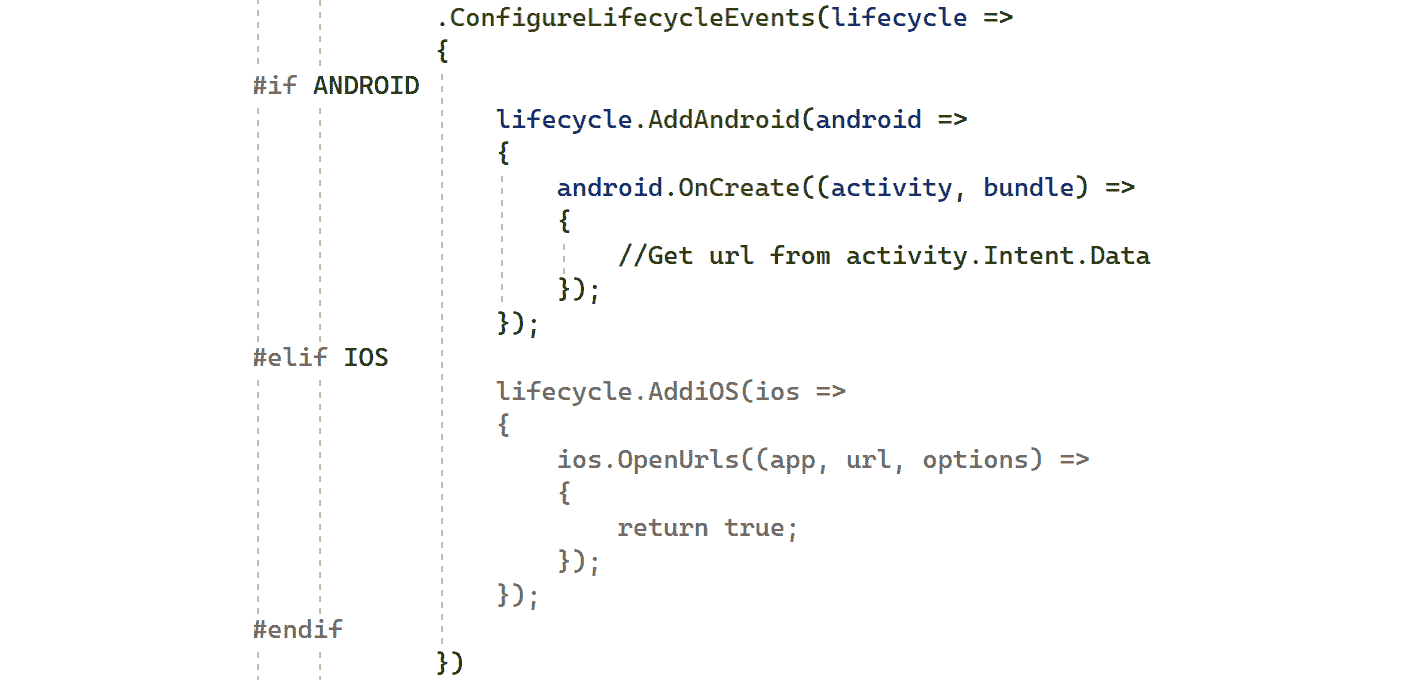 .ConfigureLifecycleEvents(lifecycle =>
{
#if ANDROID
lifecycle.AddAndroid(android =>
{
android.OnCreate((activity, bundle) =>
{
//Get url from activity.Intent.Data
});
});
#elif IOS
lifecycle.AddiOS(ios =>
{
ios.OpenUrls((app, url, options) =>
{
return true;
});
});
#endif
})